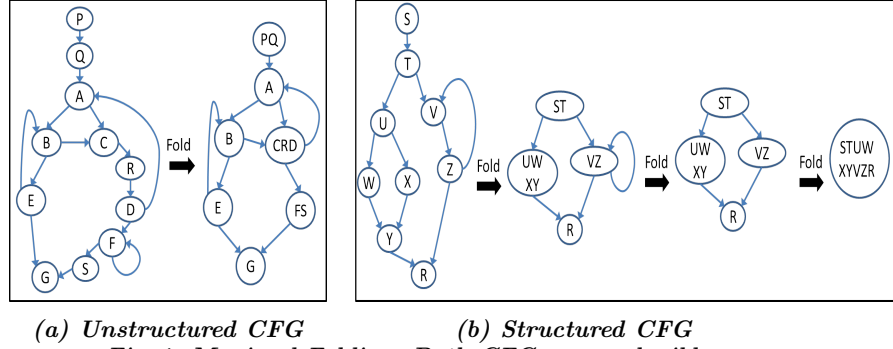 P
Q
A
B
C
R
E
D
F
S
G
Fold
PQ
A
B
CRD
E
FS
G
S
T
U
V
W
X
Z
Y
R
Fold
ST
UW
XY
VZ
R
Fold
ST
UW
XY
VZ
R
Fold
STUW
XYVZR
(a) Unstructured CFG
(b) Structured CFG